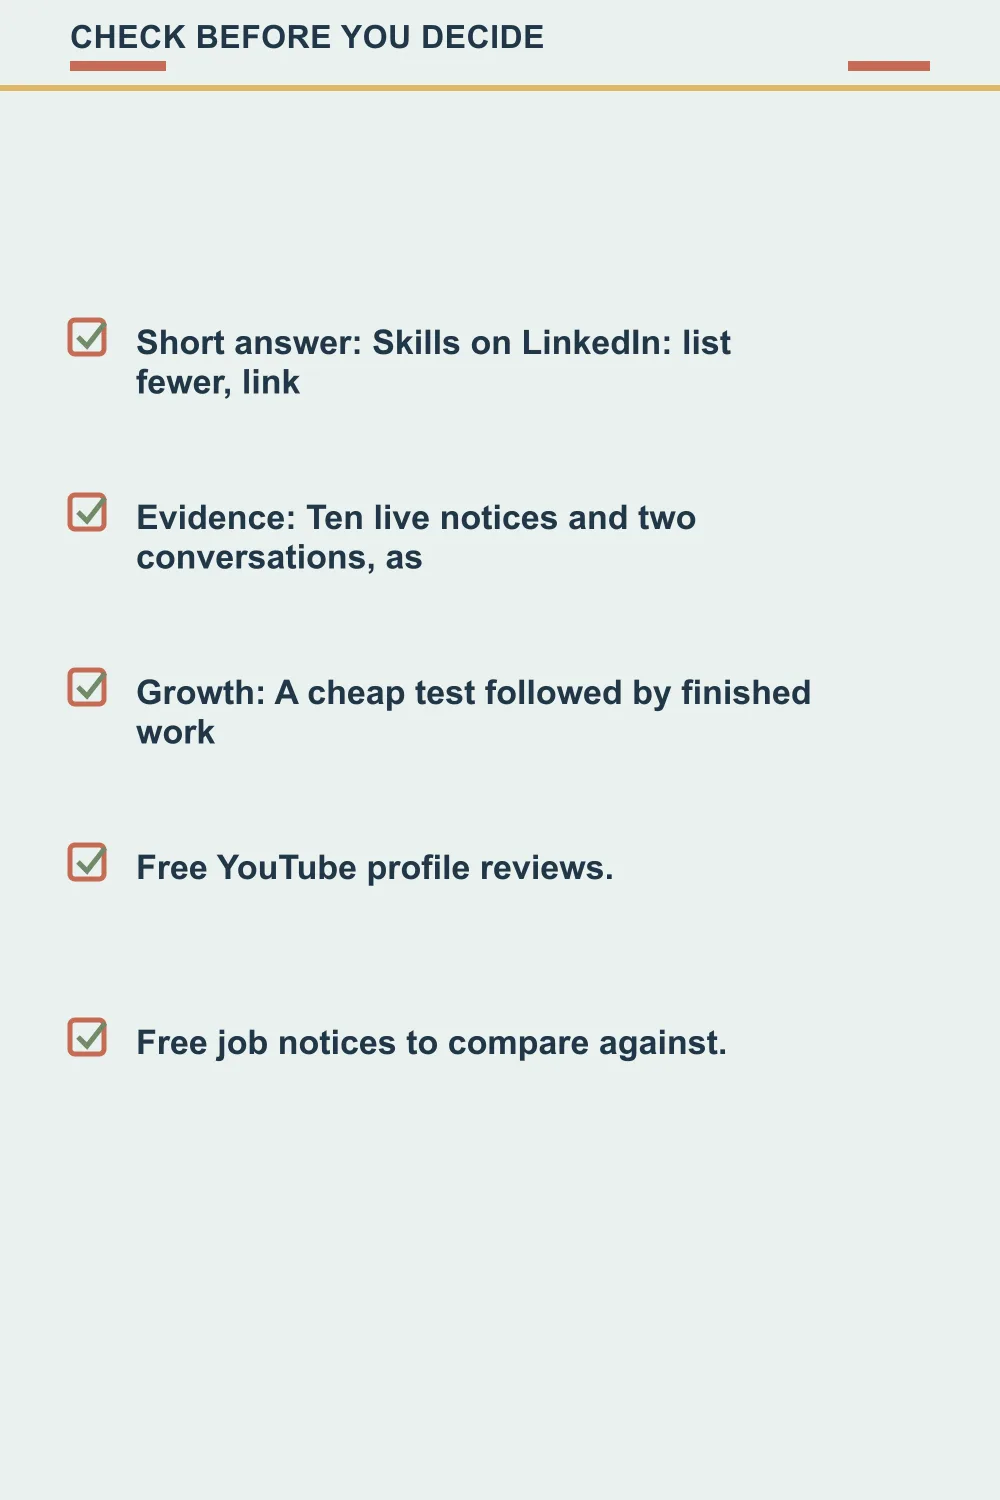 CHECK BEFORE YOU DECIDE
Short answer: Skills on LinkedIn: list
fewer, link
Evidence: Ten live notices and two
conversations, as
Growth: A cheap test followed by finished
work
Free YouTube profile reviews.
Free job notices to compare against.